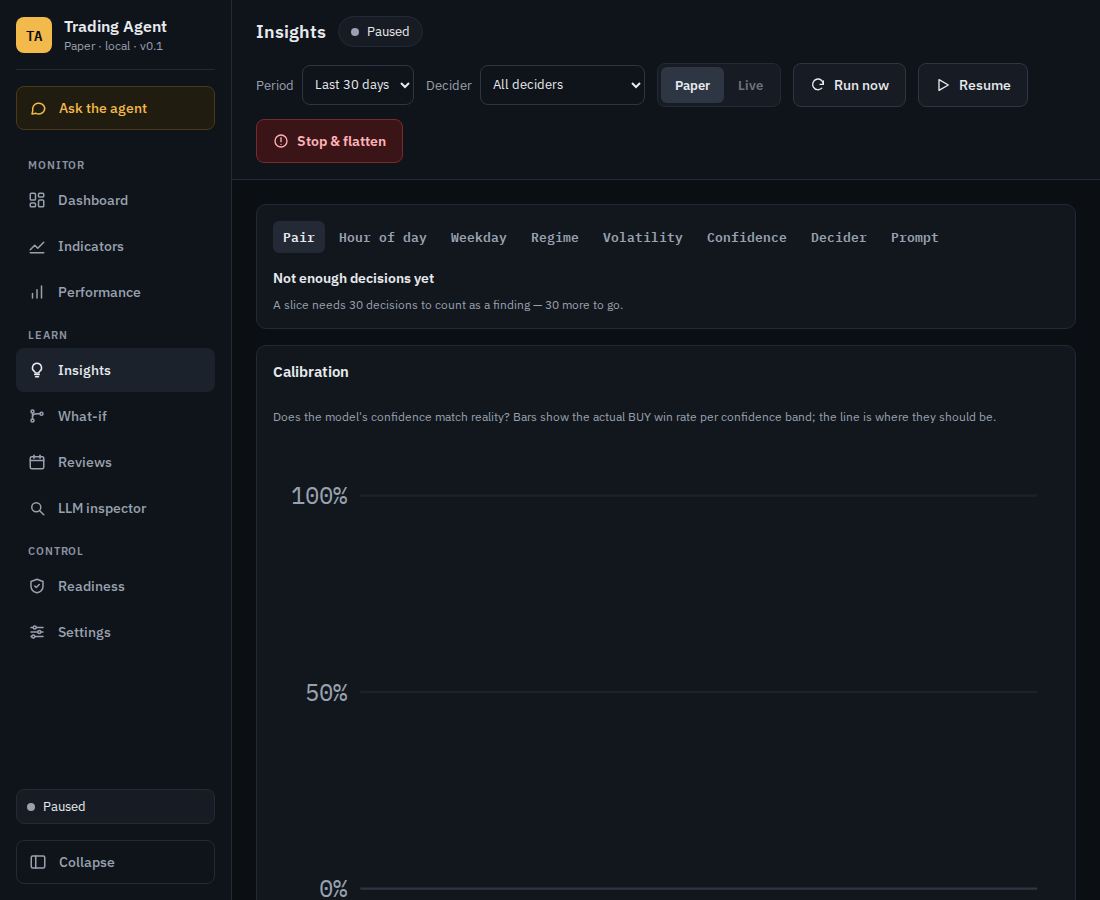 TA
Trading Agent
Paper · local · v0.1
Ask the agent
MONITOR
Dashboard
Indicators
Performance
LEARN
Insights
What-if
Reviews
LLM inspector
CONTROL
Readiness
Settings
Paused
Collapse
Insights
Paused
Period
Last 30 days
Decider
All deciders
Paper
Live
Run now
Resume
Stop & flatten
Pair
Hour of day
Weekday
Regime
Volatility
Confidence
Decider
Prompt
Not enough decisions yet
A slice needs 30 decisions to count as a finding — 30 more to go.
Calibration
Does the model's confidence match reality? Bars show the actual BUY win rate per confidence band; the line is where they should be.
100%
50%
0%